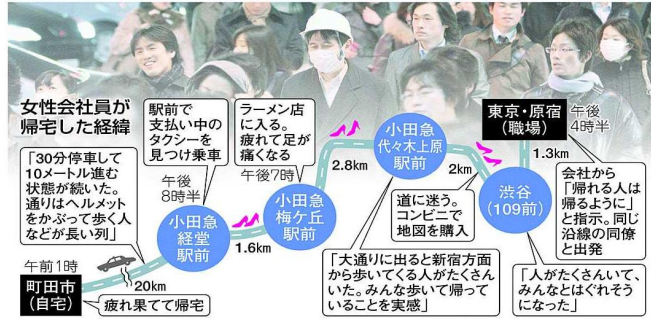 女性会社員が
帰宅した経緯
東京・原宿
(職場)
午後
4時半
1.3km
会社から
「帰れる人は
帰るように」
と指示。同じ
沿線の同僚
と出発
渋谷
(109前)
「人がたくさんいて、
みんなとはぐれそう
になった」
2km
道に迷う。
コンビニで
地図を購入
小田急
代々木上原
駅前
「大通りに出ると新宿方面
から歩いてくる人がたくさん
いた。みんな歩いて帰って
いることを実感」
2.8km
ラーメン店
に入る。
疲れて足が
痛くなる
午後7時
小田急
梅ケ丘
駅前
1.6km
駅前で
支払い中の
タクシーを
見つけ乗車
午後
8時半
小田急
経堂
駅前
「30分停車して
10メートル進む
状態が続いた。
通りはヘルメット
をかぶって歩く人
などが長い列」
20km
午前1時
町田市
(自宅)
疲れ果てて帰宅